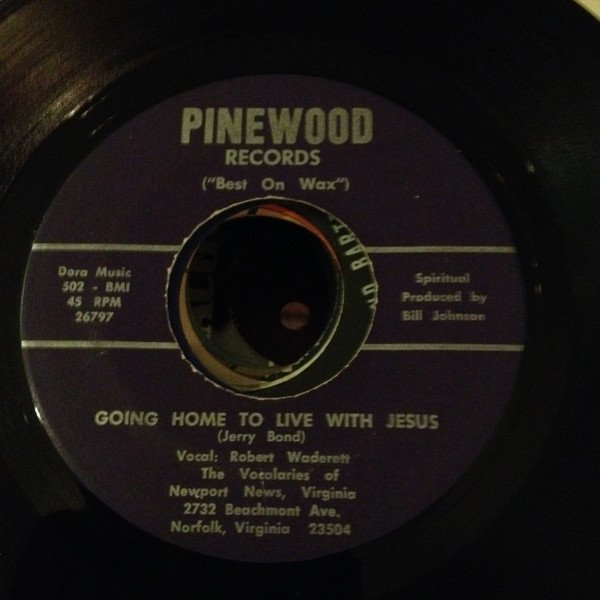 PINEWOOD
RECORDS
("Best On Wax")
Dora Music
502 - BMI
45 RPM
26797
Spiritual
Produced by
Bill Johnson
GOING HOME TO LIVE WITH JESUS
(Jerry Bond)
Vocal: Robert Waderett
The Vocalaries of
Newport News, Virginia
2732 Beachmont Ave.
Norfolk, Virginia 23504